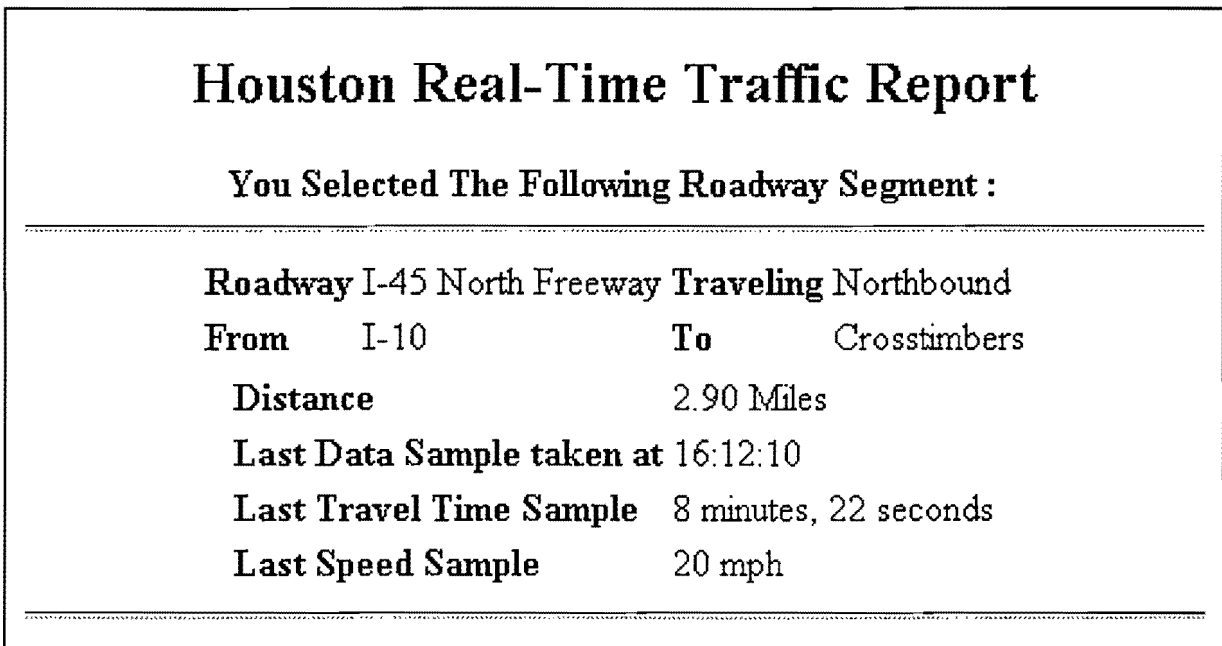 Houston Real-Time Traffic Report
You Selected The Following Roadway Segment :
Roadway I-45 North Freeway Traveling Northbound
From I-10 To Crosstimbers
Distance 2.90 Miles
Last Data Sample taken at 16:12:10
Last Travel Time Sample 8 minutes, 22 seconds
Last Speed Sample 20 mph